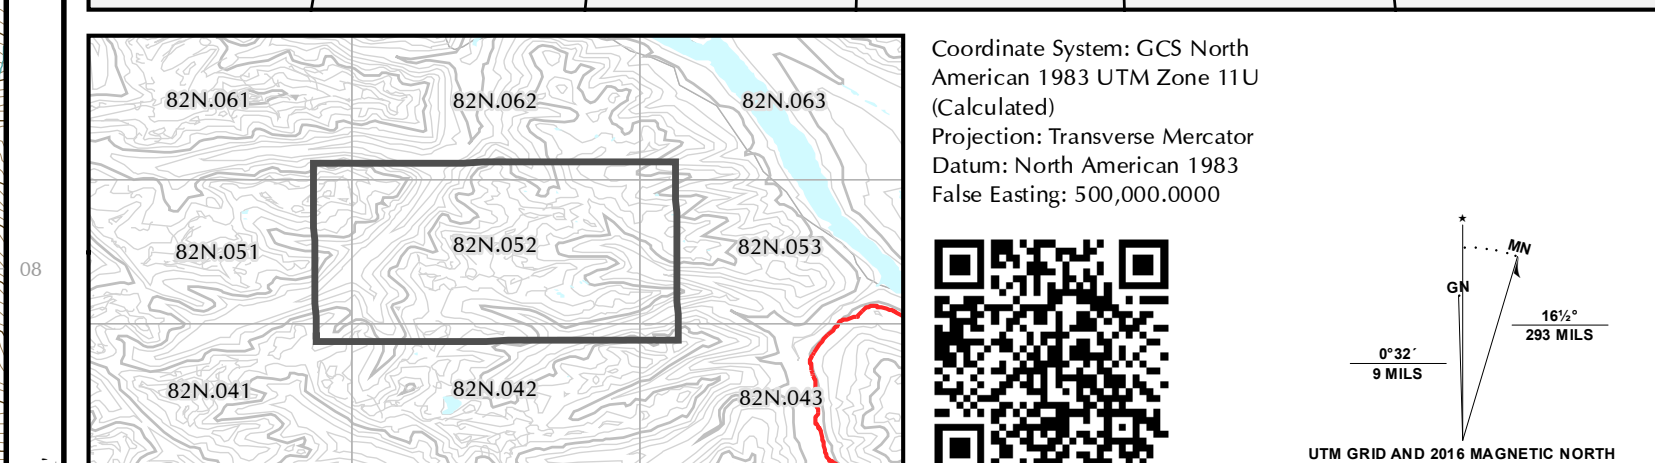 08
82N.061
82N.062
82N.063
82N.051
82N.052
82N.053
82N.041
82N.042
82N.043
Coordinate System: GCS North
American 1983 UTM Zone 11U
(Calculated)
Projection: Transverse Mercator
Datum: North American 1983
False Easting: 500,000.0000
MN
GN
16½°
293 MILS
0°32´
9 MILS
UTM GRID AND 2016 MAGNETIC NORTH